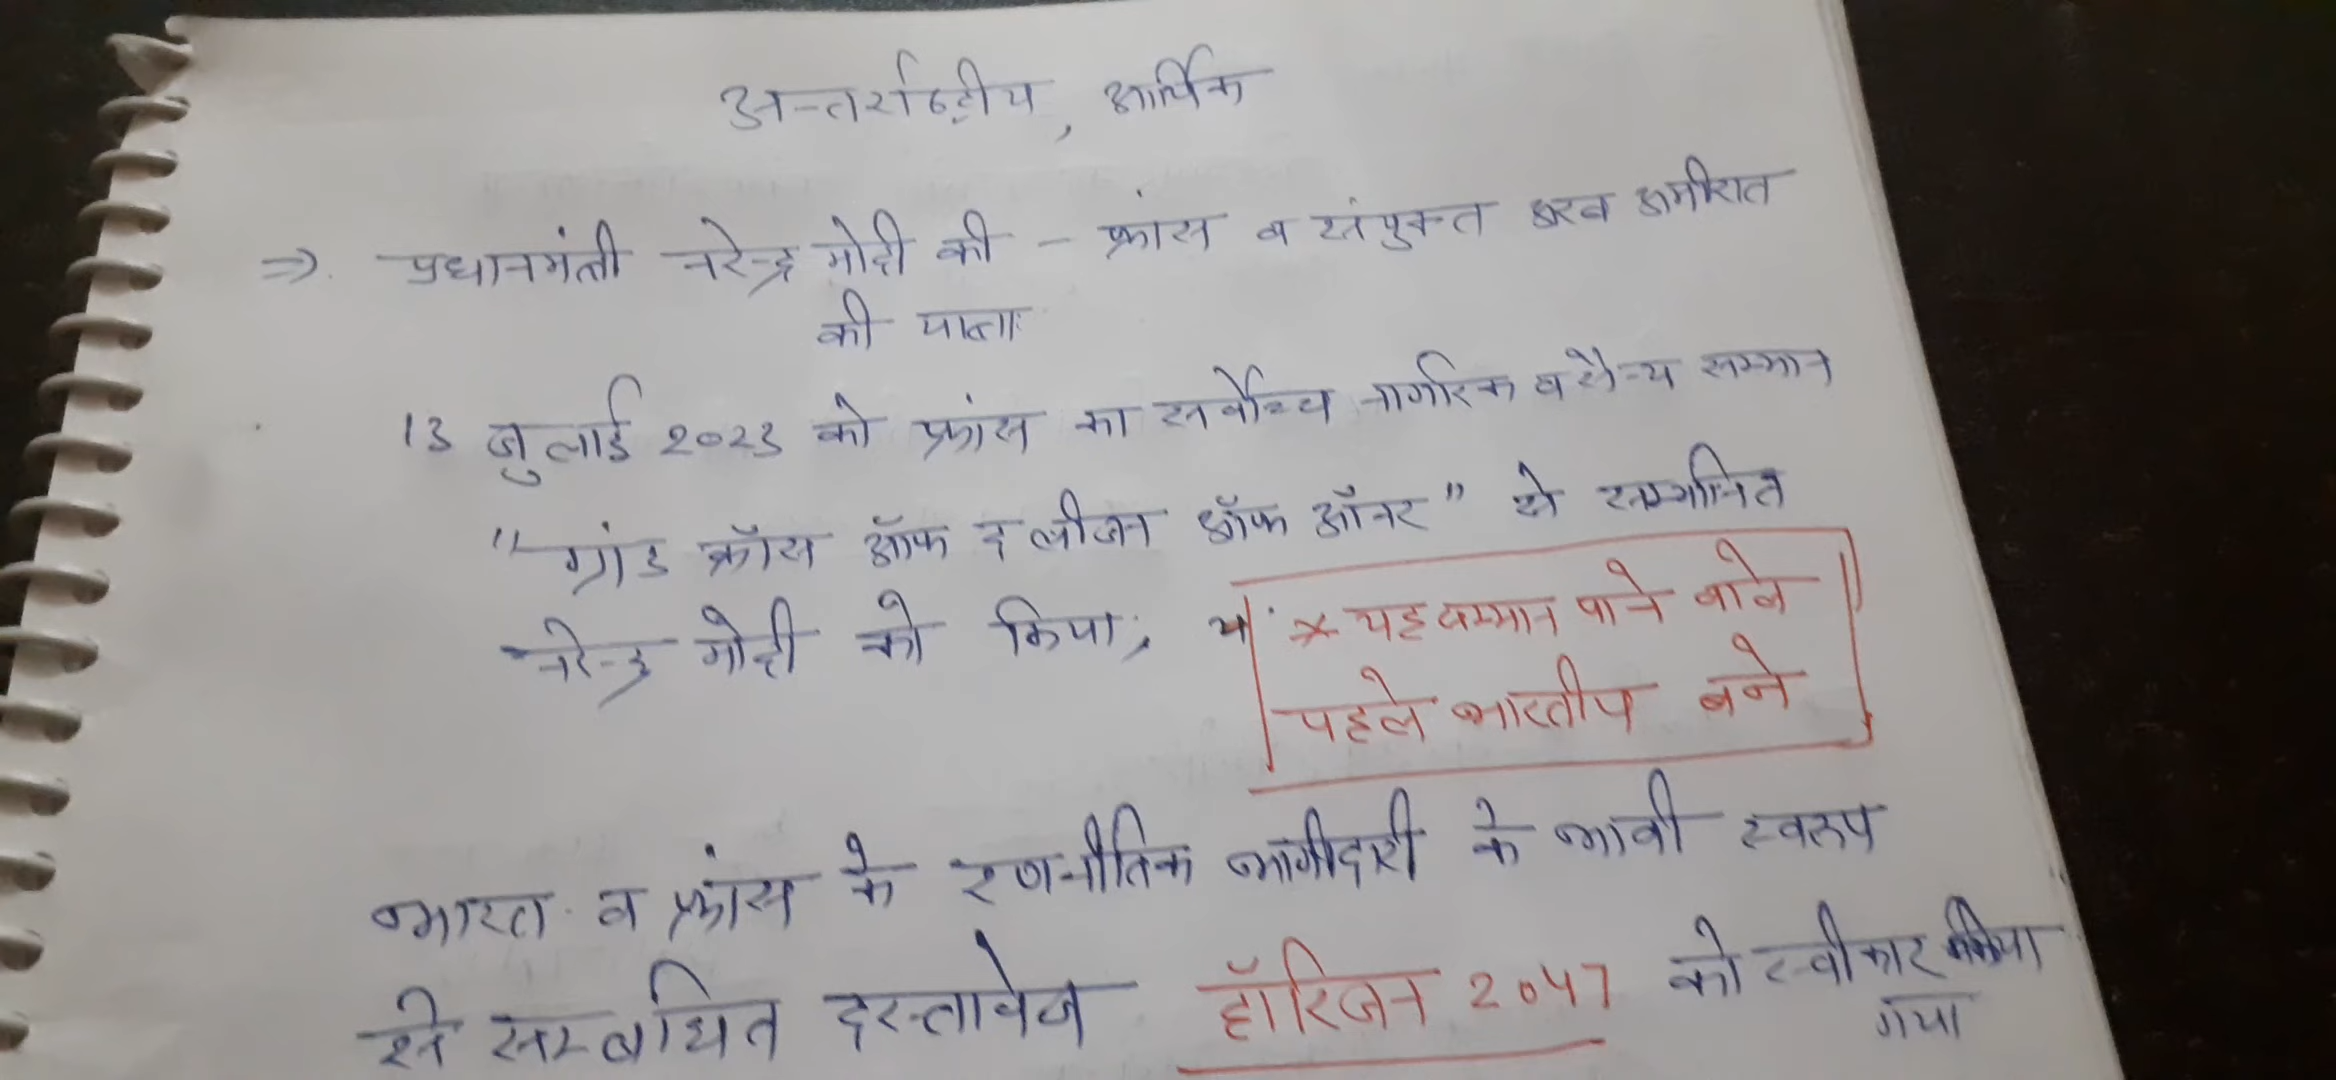 अन्तर्राष्ट्रीय, आर्थिक
⇒ प्रधानमंत्री नरेन्द्र मोदी की - फ्रांस व संयुक्त अरब अमीरात
की यात्राः
13 जुलाई 2023 को फ्रांस का सर्वोच्य नागरिक व सैन्य सम्मान
"ग्रांड क्रॉस ऑफ द लीजन ऑफ ऑनर" से सम्मानित
नरेन्द्र मोदी को किया; * यह सम्मान पाने वाले
पहले भारतीय बने
भारत व फ्रांस के रणनीतिक भागीदारी के भावी स्वरूप
से सम्बधित दस्तावेज हॉरिजन 2047 को स्वीकार किया
गया